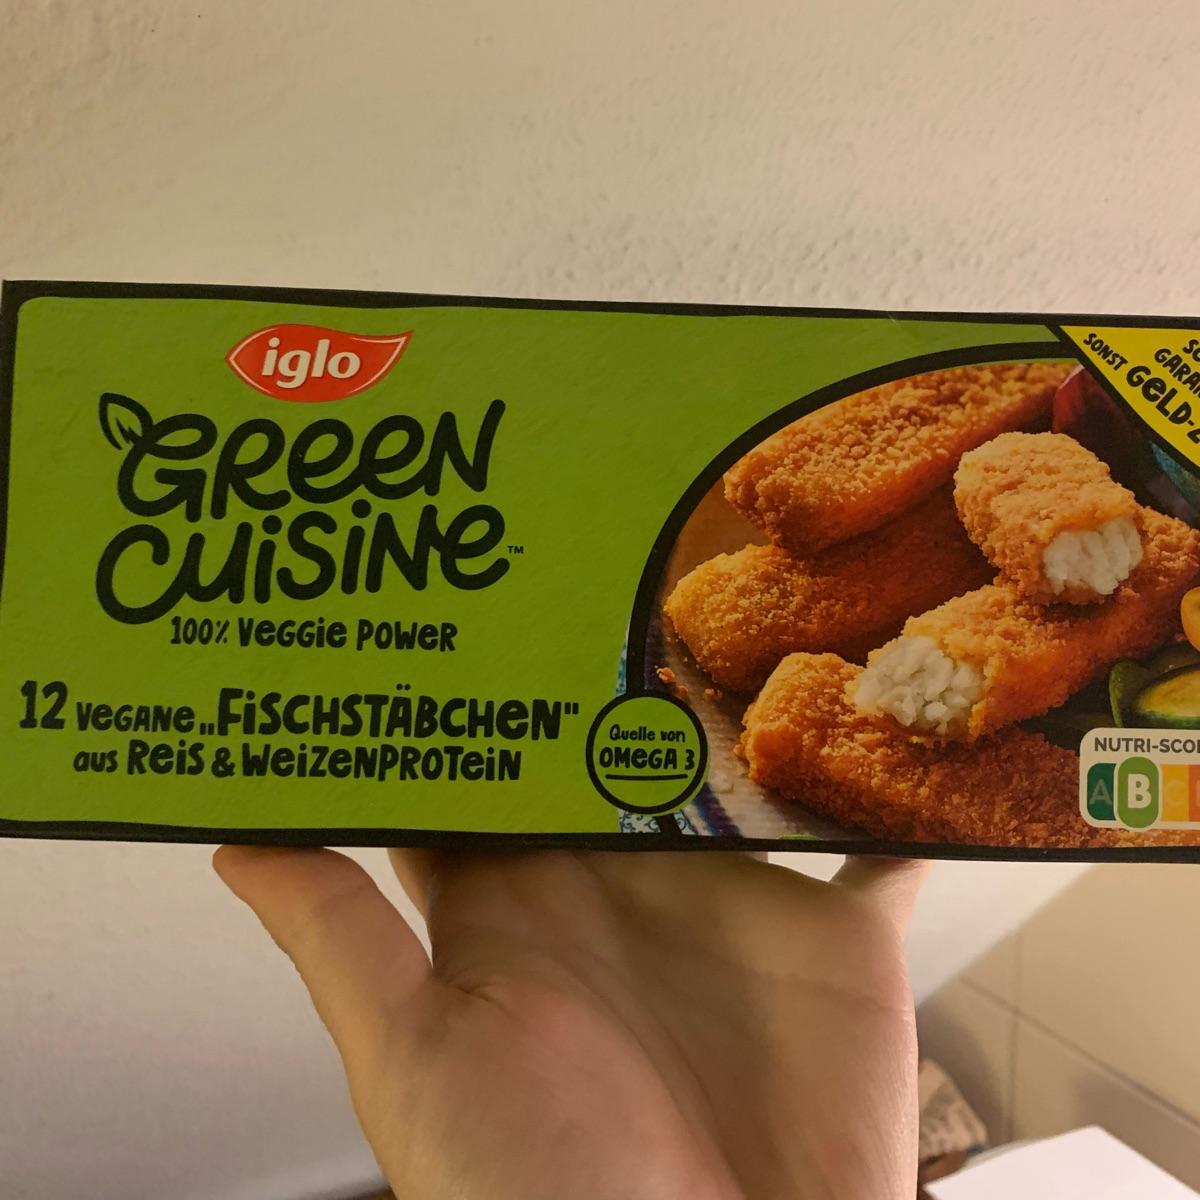 iglo
GREEN
CUISINE™
100% VEGGIE POWER
12 VEGANE „FISCHSTÄBCHEN"
aus REIS & WEIZENPROTEIN
Quelle von
OMEGA 3
SONST GELD-Z
NUTRI-SCO
A B C